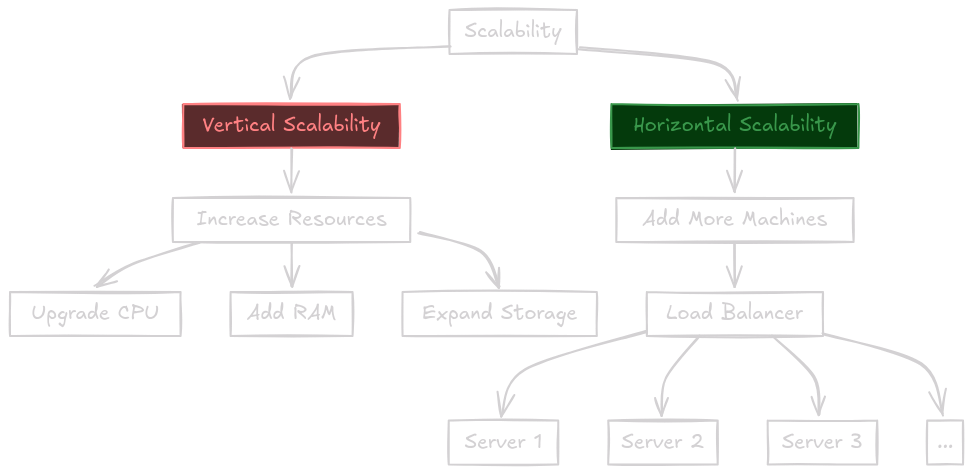 Scalability
Vertical Scalability
Horizontal Scalability
Increase Resources
Add More Machines
Upgrade CPU
Add RAM
Expand Storage
Load Balancer
Server 1
Server 2
Server 3
...